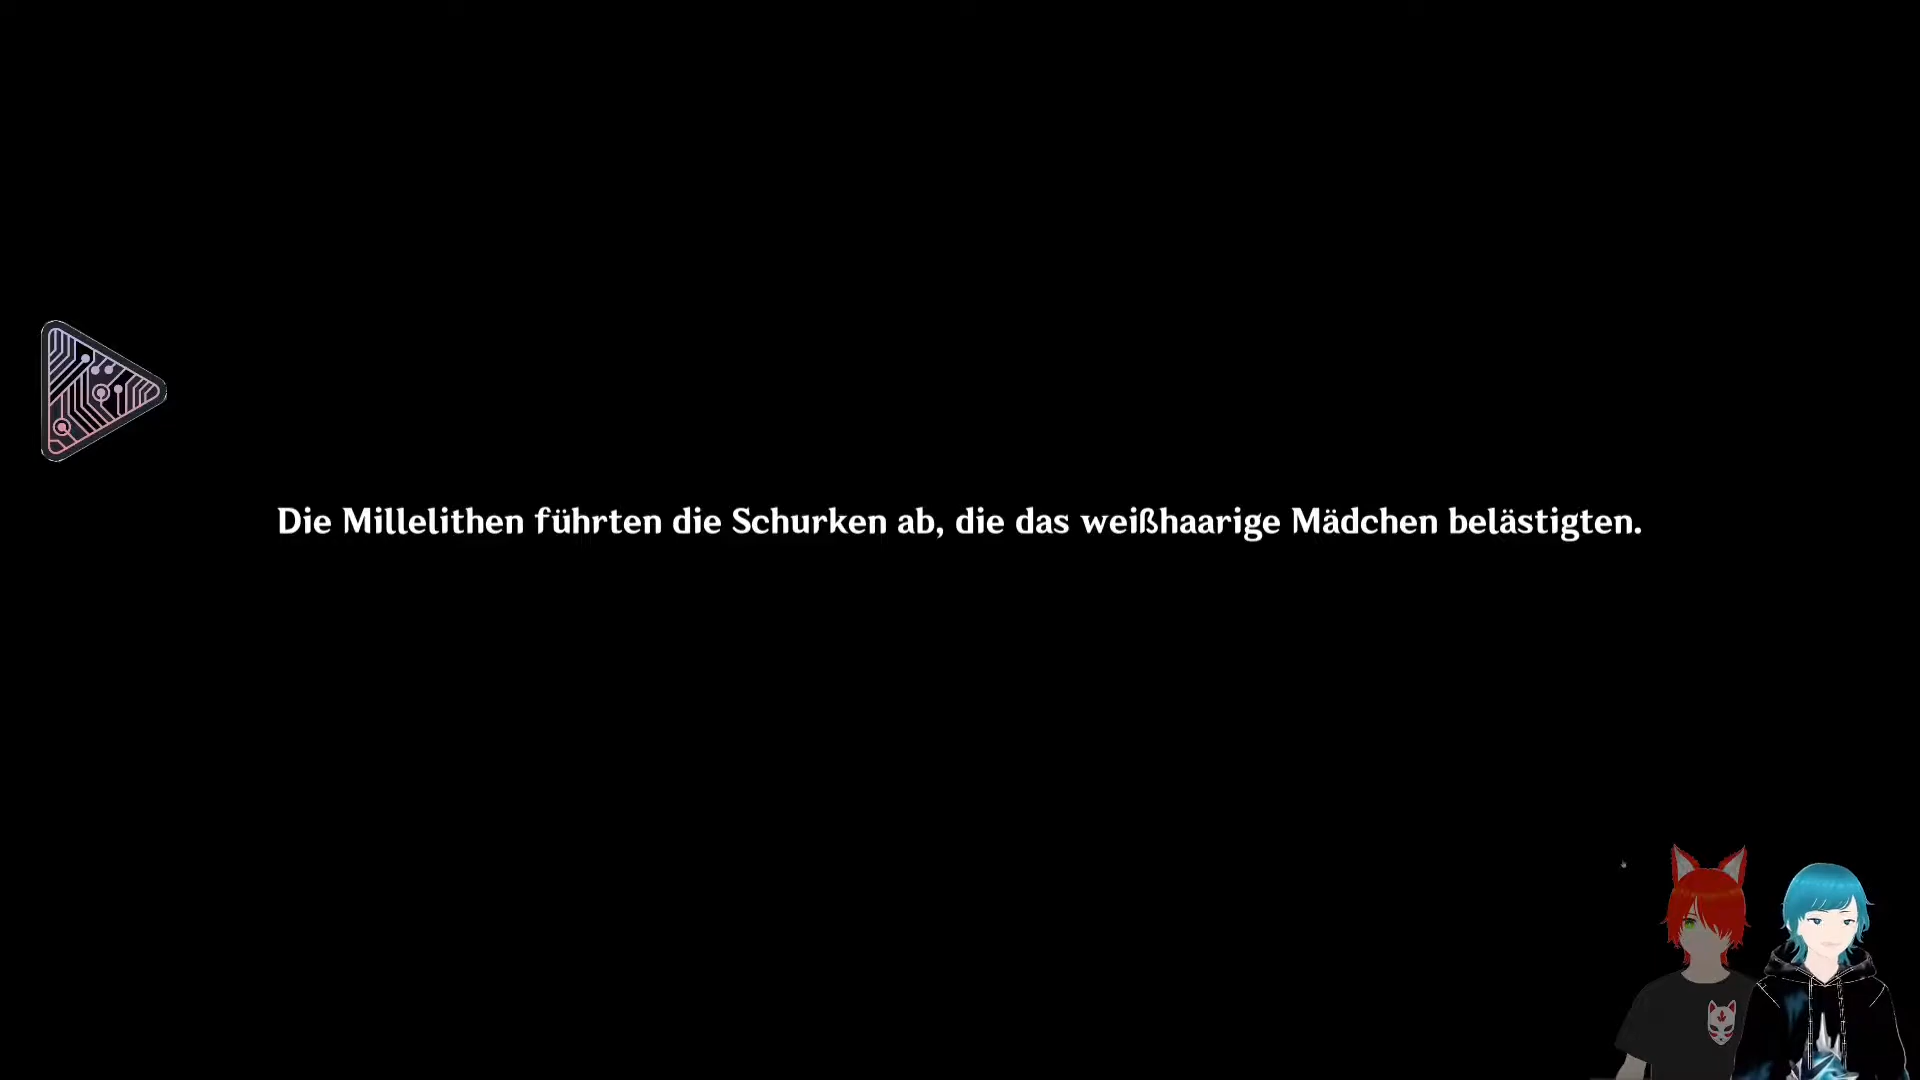 Die Millelithen führten die Schurken ab, die das weißhaarige Mädchen belästigten.